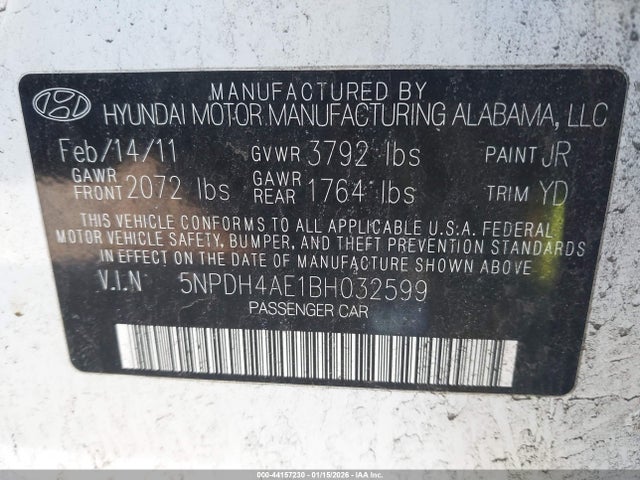 MANUFACTURED BY
HYUNDAI MOTOR MANUFACTURING ALABAMA, LLC
Feb/14/11 GVWR 3792 lbs PAINT JR
GAWR FRONT 2072 lbs GAWR REAR 1764 lbs TRIM YD
THIS VEHICLE CONFORMS TO ALL APPLICABLE U.S.A. FEDERAL
MOTOR VEHICLE SAFETY, BUMPER, AND THEFT PREVENTION STANDARDS
IN EFFECT ON THE DATE OF MANUFACTURE SHOWN ABOVE.
V.I.N 5NPDH4AE1BH032599
PASSENGER CAR
000-44157230 - 01/15/2026 - IAA Inc.